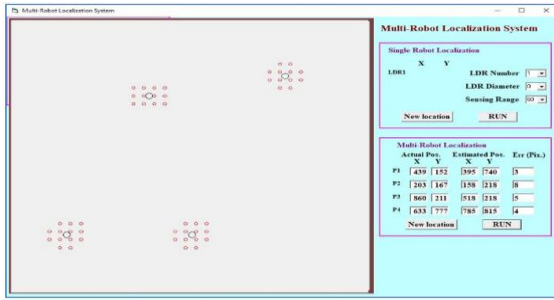 Multi-Robot Localization System
Multi-Robot Localization System
Single Robot Localization
X Y
LDR1
LDR Number 1
LDR Diameter
Sensing Range 60
New location RUN
Multi-Robot Localization
Actual Pos. Estimated Pos. Err (Pix.)
X Y X Y
P1 439 152 395 740 3
P2 203 167 158 218 8
P3 860 211 518 218 5
P4 633 777 785 815 4
New location RUN